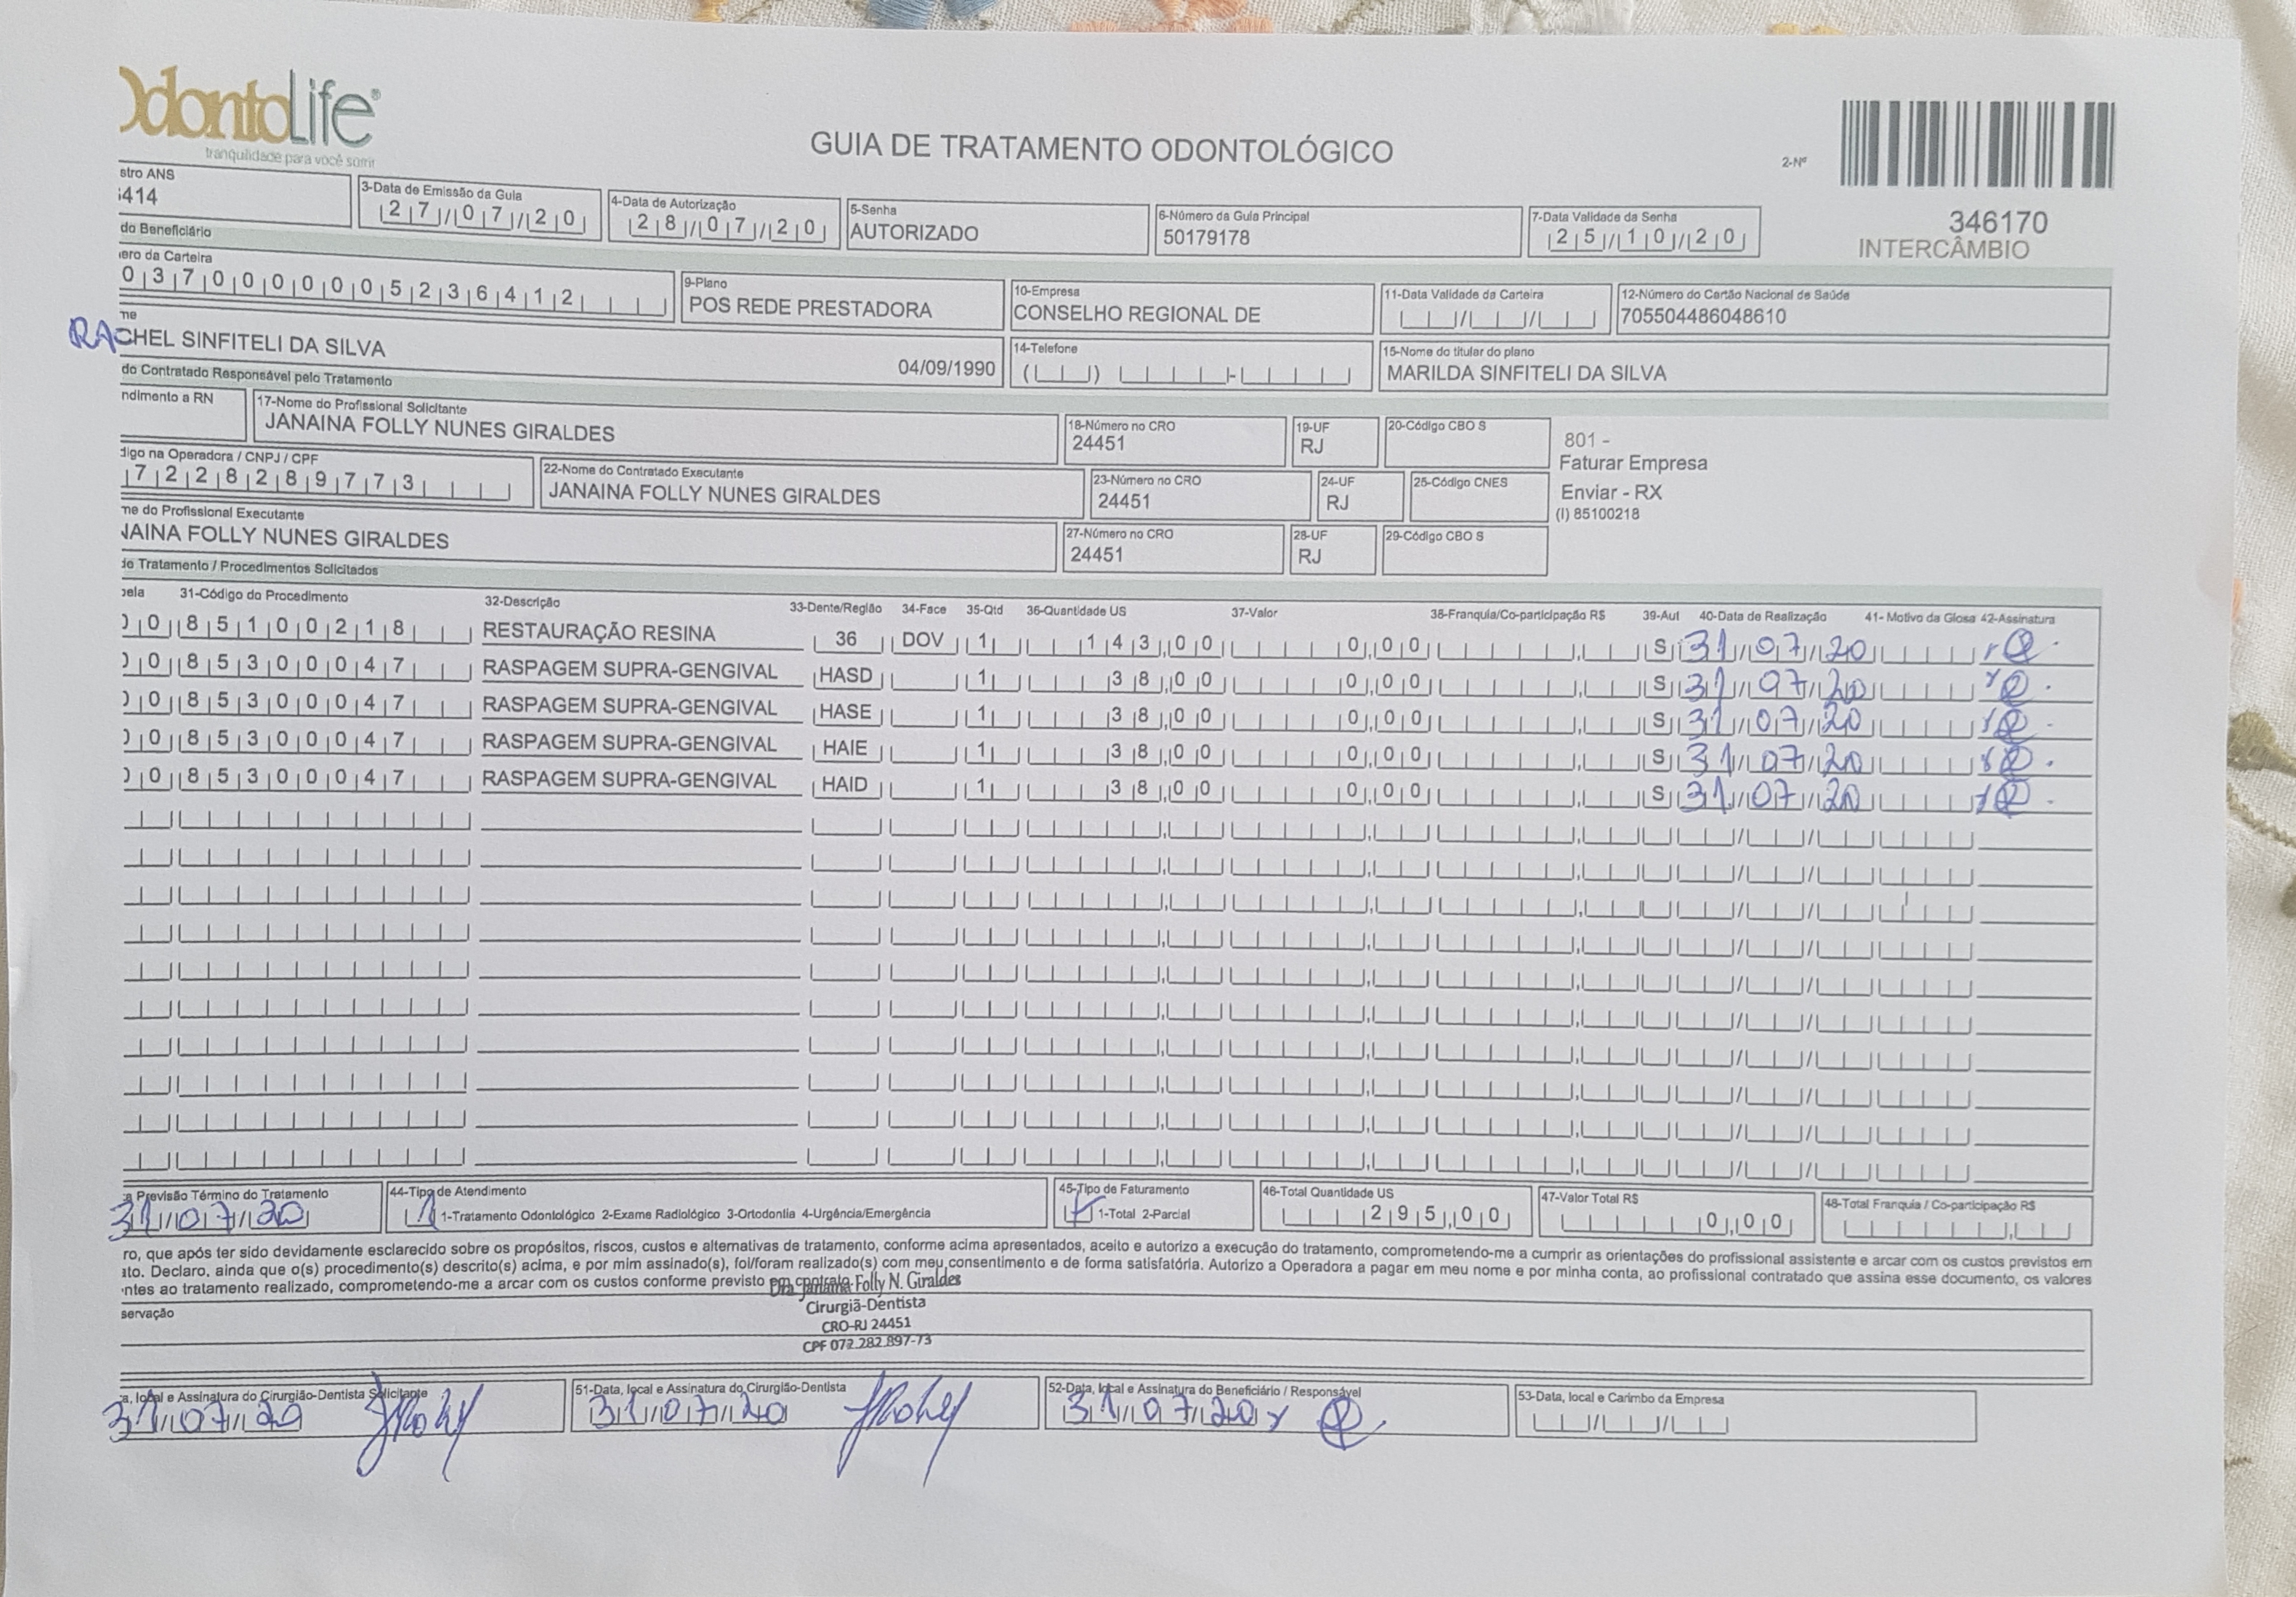 OdontoLife®
tranquilidade para você sorrir
GUIA DE TRATAMENTO ODONTOLÓGICO
2-Nº
346170
INTERCÂMBIO
stro ANS
414
3-Data de Emissão da Guia
27/07/20
4-Data de Autorização
28/07/20
5-Senha
AUTORIZADO
6-Número da Guia Principal
50179178
7-Data Validade da Senha
25/10/20
do Beneficiário
ero da Carteira
0370000005236412
9-Plano
POS REDE PRESTADORA
10-Empresa
CONSELHO REGIONAL DE
11-Data Validade da Carteira
12-Número do Cartão Nacional de Saúde
705504486048610
me
RACHEL SINFITELI DA SILVA
04/09/1990
14-Telefone
15-Nome do titular do plano
MARILDA SINFITELI DA SILVA
do Contratado Responsável pelo Tratamento
ndimento a RN
17-Nome do Profissional Solicitante
JANAINA FOLLY NUNES GIRALDES
18-Número no CRO
24451
19-UF
RJ
20-Código CBO S
801 -
Faturar Empresa
Enviar - RX
(I) 85100218
digo na Operadora / CNPJ / CPF
7228289773
22-Nome do Contratado Executante
JANAINA FOLLY NUNES GIRALDES
23-Número no CRO
24451
24-UF
RJ
25-Código CNES
me do Profissional Executante
NAINA FOLLY NUNES GIRALDES
27-Número no CRO
24451
28-UF
RJ
29-Código CBO S
do Tratamento / Procedimentos Solicitados
bela 31-Código do Procedimento 32-Descrição 33-Dente/Região 34-Face 35-Qtd 36-Quantidade US 37-Valor 38-Franquia/Co-participação R$ 39-Aut 40-Data de Realização 41- Motivo da Glosa 42-Assinatura
0 85100218 RESTAURAÇÃO RESINA 36 DOV 1 143,00 0,00 S 31/07/20
0 85300047 RASPAGEM SUPRA-GENGIVAL HASD 1 38,00 0,00 S 31/07/20
0 85300047 RASPAGEM SUPRA-GENGIVAL HASE 1 38,00 0,00 S 31/07/20
0 85300047 RASPAGEM SUPRA-GENGIVAL HAIE 1 38,00 0,00 S 31/07/20
0 85300047 RASPAGEM SUPRA-GENGIVAL HAID 1 38,00 0,00 S 31/07/20
a Previsão Término do Tratamento
31/07/20
44-Tipo de Atendimento
1 1-Tratamento Odontológico 2-Exame Radiológico 3-Ortodontia 4-Urgência/Emergência
45-Tipo de Faturamento
1-Total 2-Parcial
46-Total Quantidade US
295,00
47-Valor Total R$
0,00
48-Total Franquia / Co-participação R$
ro, que após ter sido devidamente esclarecido sobre os propósitos, riscos, custos e alternativas de tratamento, conforme acima apresentados, aceito e autorizo a execução do tratamento, comprometendo-me a cumprir as orientações do profissional assistente e arcar com os custos previstos em
ato. Declaro, ainda que o(s) procedimento(s) descrito(s) acima, e por mim assinado(s), foi/foram realizado(s) com meu consentimento e de forma satisfatória. Autorizo a Operadora a pagar em meu nome e por minha conta, ao profissional contratado que assina esse documento, os valores
ntes ao tratamento realizado, comprometendo-me a arcar com os custos conforme previsto em contrato.
servação
Dra. Janaina Folly N. Giraldes
Cirurgiã-Dentista
CRO-RJ 24451
CPF 072.282.897-73
a, local e Assinatura do Cirurgião-Dentista Solicitante
31/07/20
51-Data, local e Assinatura do Cirurgião-Dentista
31/07/20
52-Data, local e Assinatura do Beneficiário / Responsável
31/07/20
53-Data, local e Carimbo da Empresa